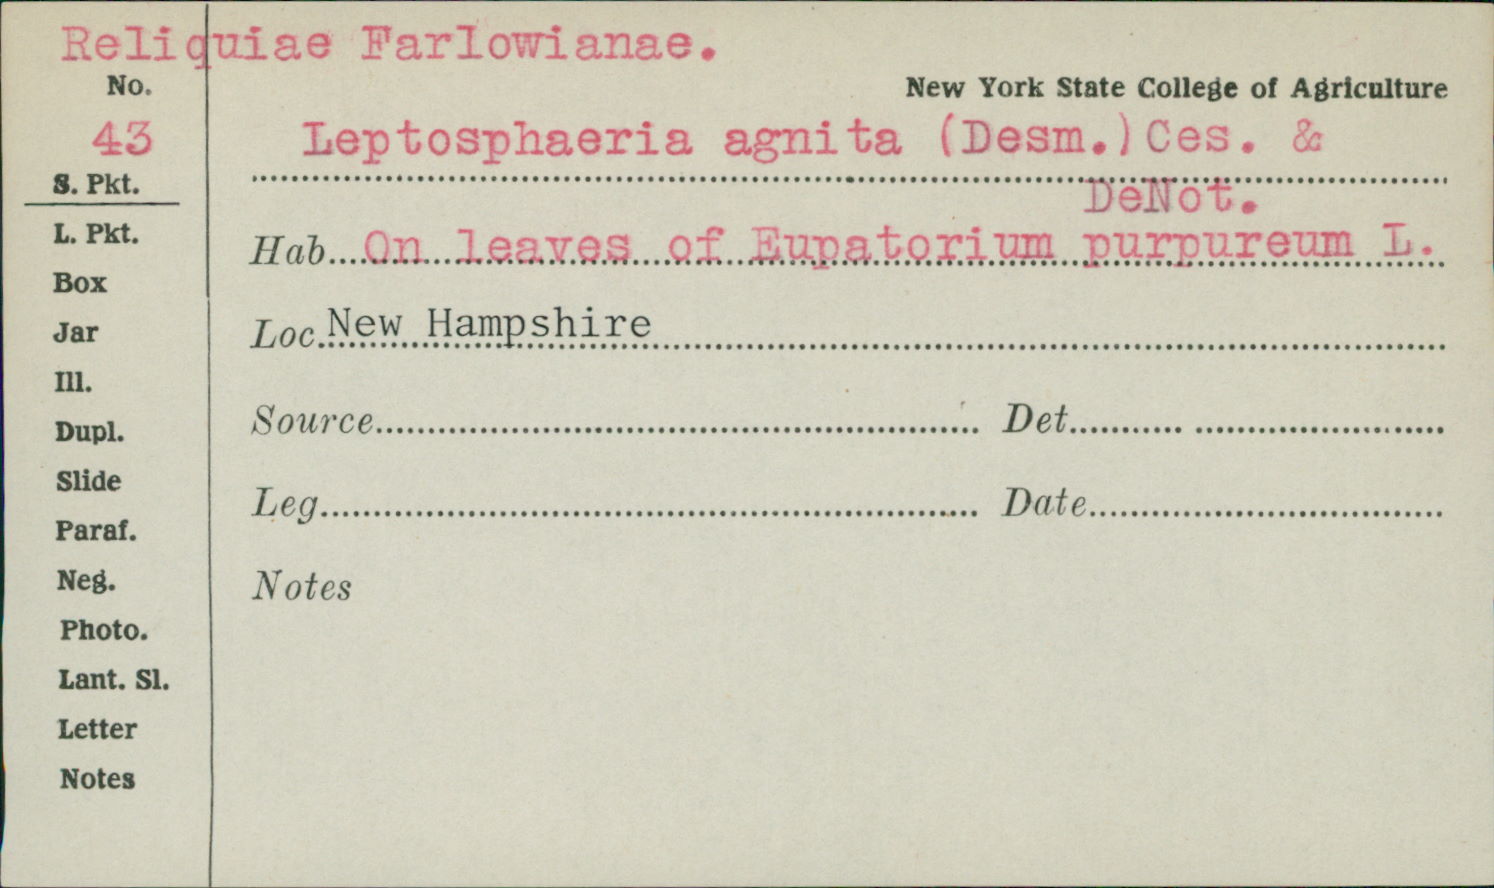 Reliquiae Farlowianae.
No.
New York State College of Agriculture
43
Leptosphaeria agnita (Desm.) Ces. &
DeNot.
S. Pkt.
L. Pkt.
Hab....On leaves of Eupatorium purpureum L.
Box
Loc. New Hampshire
Jar
Ill.
Source Det.
Dupl.
Slide
Leg. Date
Paraf.
Neg.
Notes
Photo.
Lant. Sl.
Letter
Notes